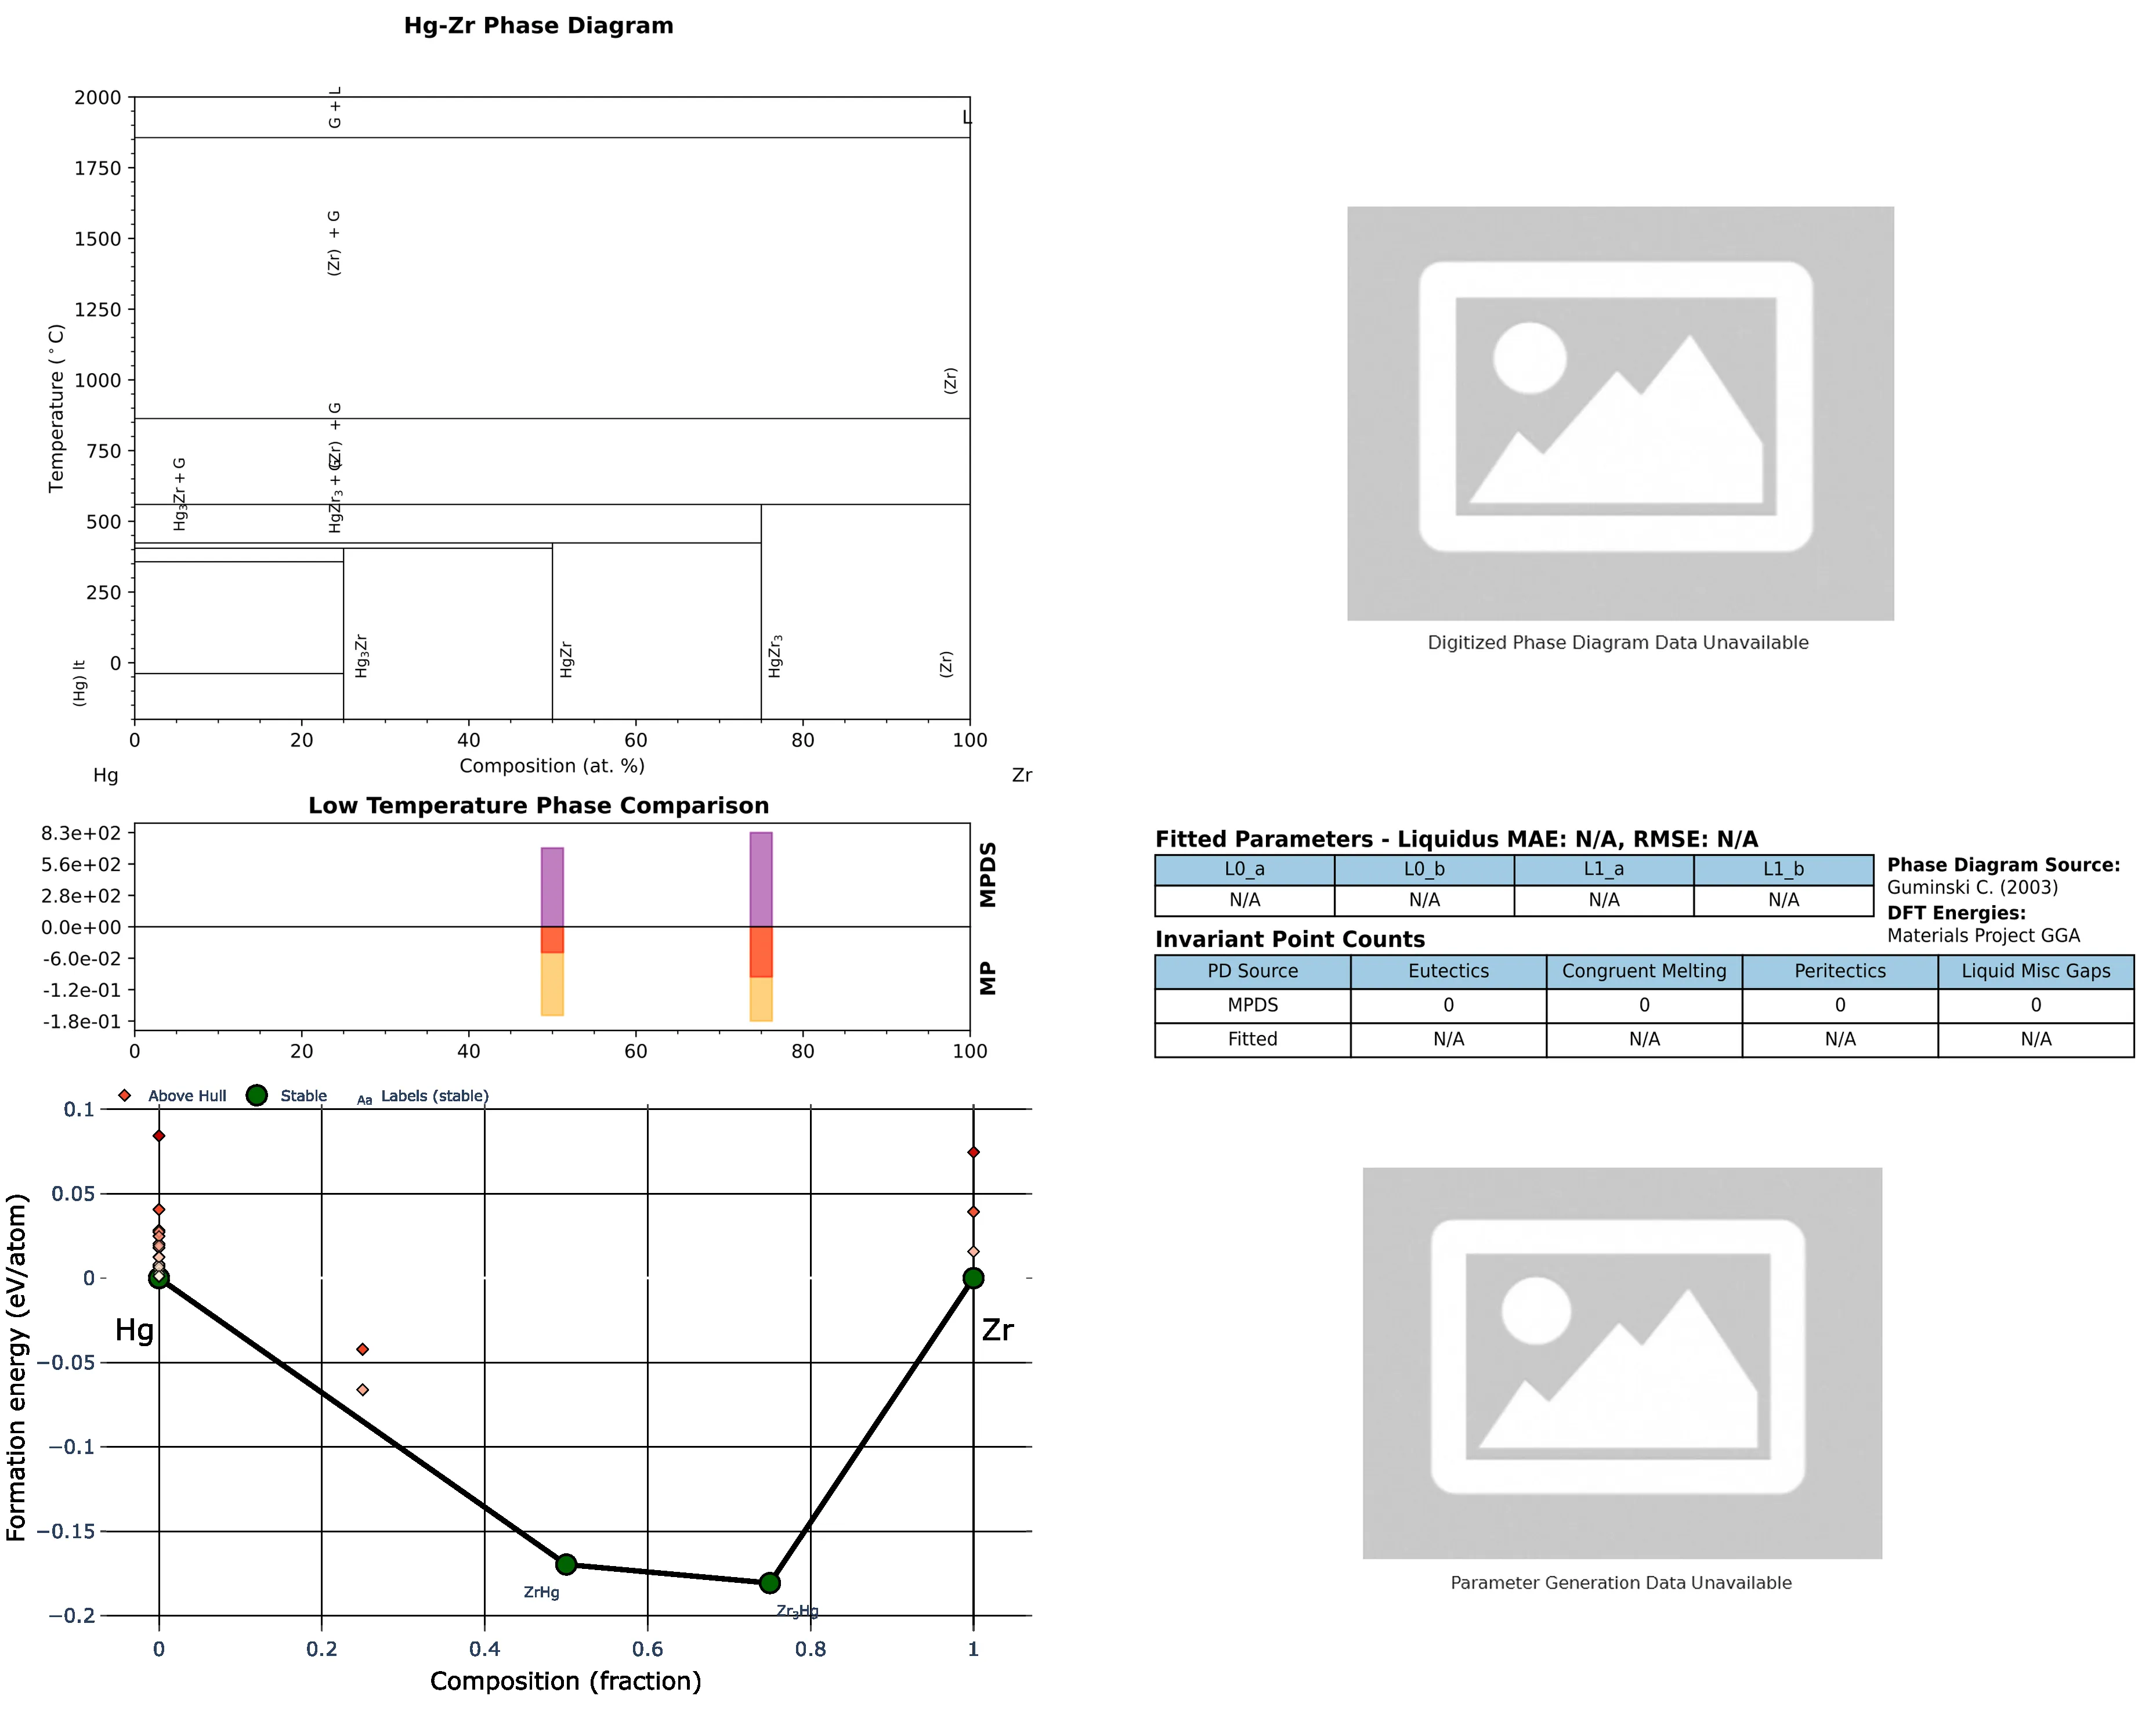 Hg-Zr Phase Diagram
2000
1750
1500
1250
1000
750
500
250
0
Temperature (°C)
G + L
L
(Zr) + G
(Zr)
(Zr) + G
Hg₃Zr + G
HgZr₃ + G
(Hg) lt
Hg₃Zr
HgZr
HgZr₃
(Zr)
0 20 40 60 80 100
Composition (at. %)
Hg Zr
Low Temperature Phase Comparison
8.3e+02
5.6e+02
2.8e+02
0.0e+00
-6.0e-02
-1.2e-01
-1.8e-01
MPDS
MP
0 20 40 60 80 100
Above Hull Stable Aa Labels (stable)
0.1
0.05
0
−0.05
−0.1
−0.15
−0.2
Formation energy (eV/atom)
Hg
Zr
ZrHg
Zr₃Hg
0 0.2 0.4 0.6 0.8 1
Composition (fraction)
Digitized Phase Diagram Data Unavailable
Fitted Parameters - Liquidus MAE: N/A, RMSE: N/A
L0_a L0_b L1_a L1_b
N/A N/A N/A N/A
Phase Diagram Source:
Guminski C. (2003)
DFT Energies:
Materials Project GGA
Invariant Point Counts
PD Source Eutectics Congruent Melting Peritectics Liquid Misc Gaps
MPDS 0 0 0 0
Fitted N/A N/A N/A N/A
Parameter Generation Data Unavailable